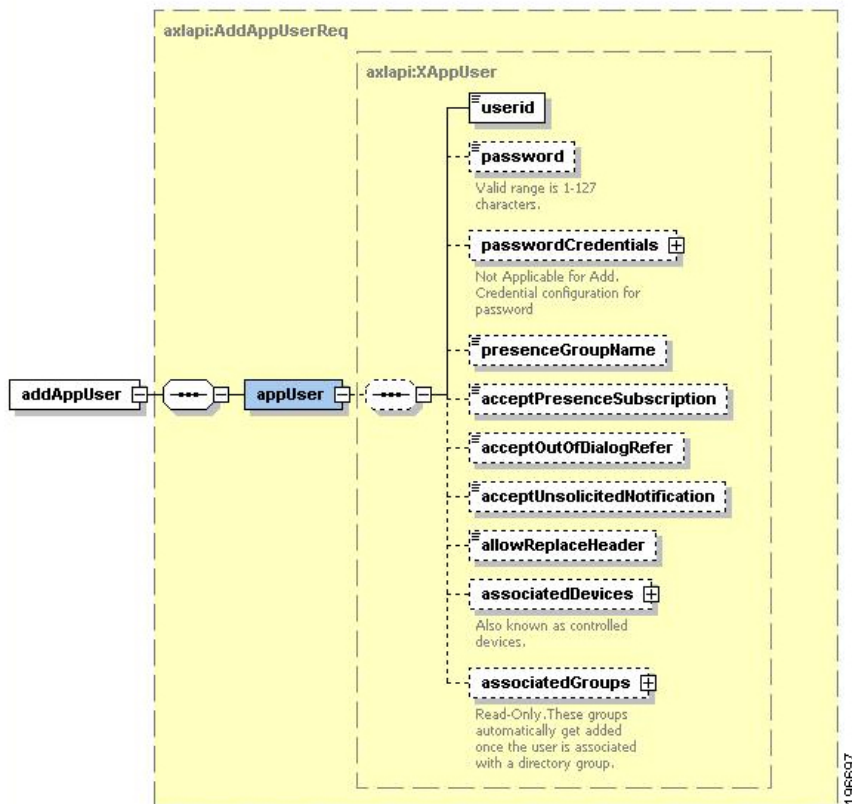 axlapi:AddAppUserReq
axlapi:XAppUser
userid
password
Valid range is 1-127
characters.
passwordCredentials
Not Applicable for Add.
Credential configuration for
password
presenceGroupName
addAppUser
appUser
acceptPresenceSubscription
acceptOutOfDialogRefer
acceptUnsolicitedNotification
allowReplaceHeader
associatedDevices
Also known as controlled
devices.
associatedGroups
Read-Only.These groups
automatically get added
once the user is associated
with a directory group.
196697